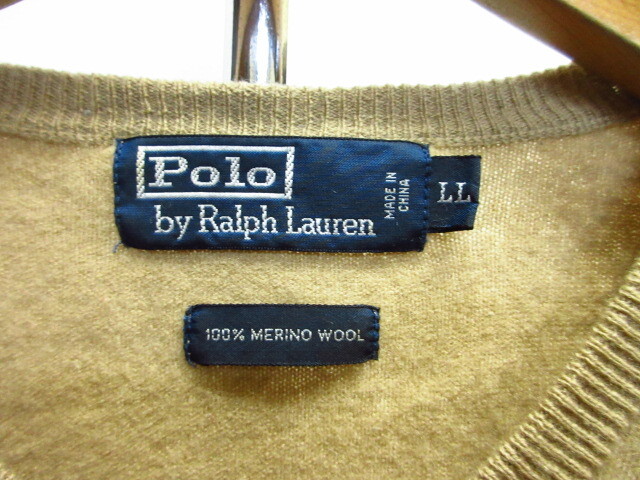 Polo
by Ralph Lauren
MADE IN
CHINA
LL
100% MERINO WOOL